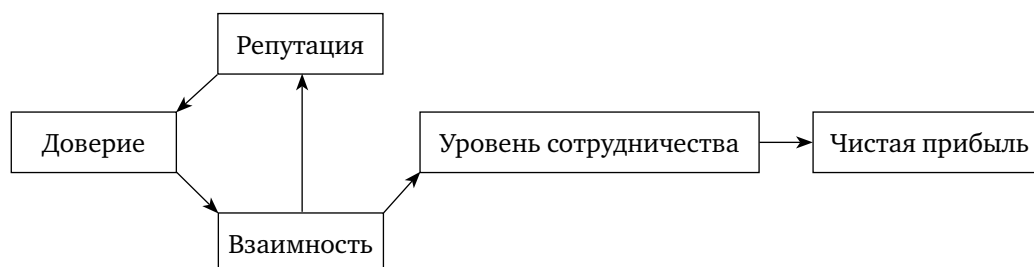 Репутация
Доверие
Уровень сотрудничества
Чистая прибыль
Взаимность